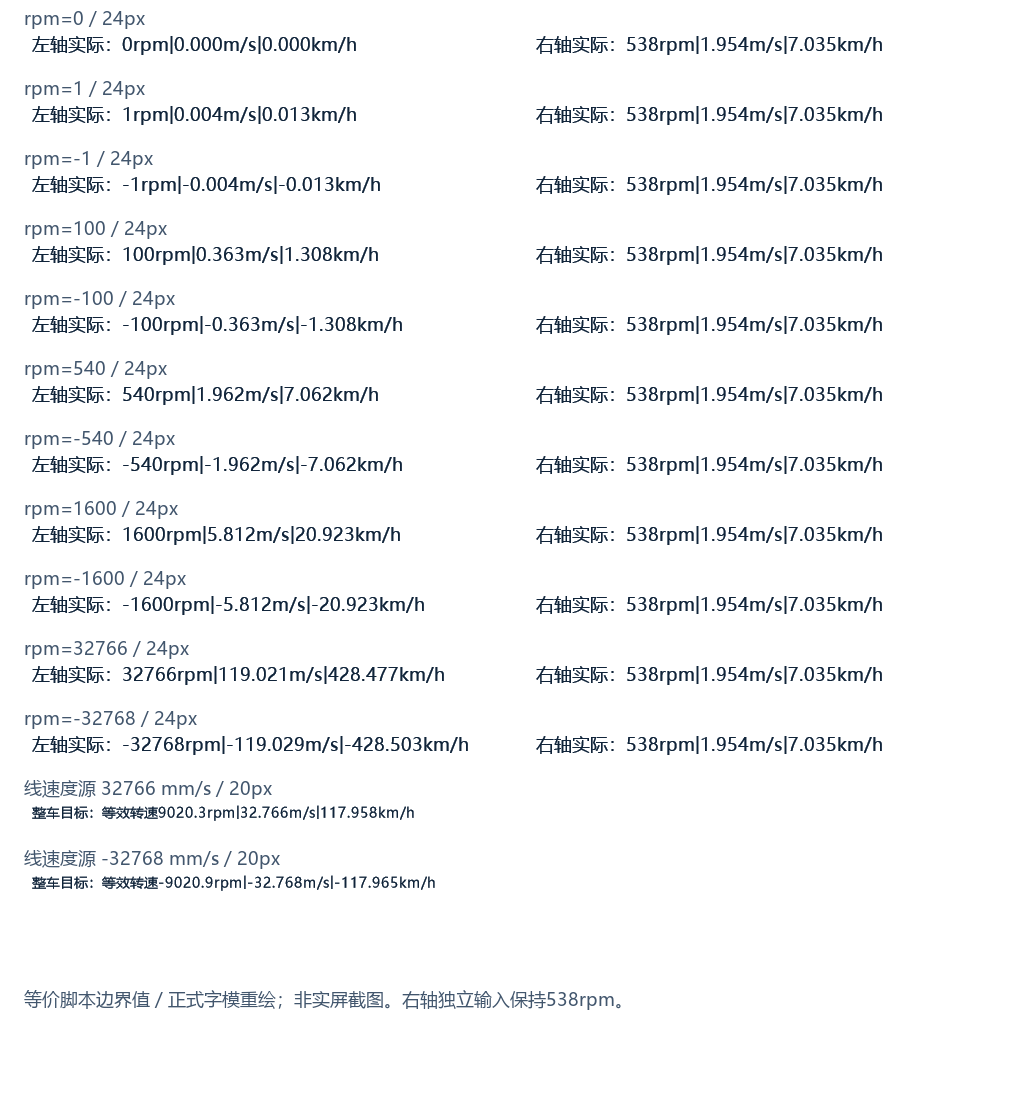 rpm=0 / 24px
左轴实际：0rpm|0.000m/s|0.000km/h 右轴实际：538rpm|1.954m/s|7.035km/h
rpm=1 / 24px
左轴实际：1rpm|0.004m/s|0.013km/h 右轴实际：538rpm|1.954m/s|7.035km/h
rpm=-1 / 24px
左轴实际：-1rpm|-0.004m/s|-0.013km/h 右轴实际：538rpm|1.954m/s|7.035km/h
rpm=100 / 24px
左轴实际：100rpm|0.363m/s|1.308km/h 右轴实际：538rpm|1.954m/s|7.035km/h
rpm=-100 / 24px
左轴实际：-100rpm|-0.363m/s|-1.308km/h 右轴实际：538rpm|1.954m/s|7.035km/h
rpm=540 / 24px
左轴实际：540rpm|1.962m/s|7.062km/h 右轴实际：538rpm|1.954m/s|7.035km/h
rpm=-540 / 24px
左轴实际：-540rpm|-1.962m/s|-7.062km/h 右轴实际：538rpm|1.954m/s|7.035km/h
rpm=1600 / 24px
左轴实际：1600rpm|5.812m/s|20.923km/h 右轴实际：538rpm|1.954m/s|7.035km/h
rpm=-1600 / 24px
左轴实际：-1600rpm|-5.812m/s|-20.923km/h 右轴实际：538rpm|1.954m/s|7.035km/h
rpm=32766 / 24px
左轴实际：32766rpm|119.021m/s|428.477km/h 右轴实际：538rpm|1.954m/s|7.035km/h
rpm=-32768 / 24px
左轴实际：-32768rpm|-119.029m/s|-428.503km/h 右轴实际：538rpm|1.954m/s|7.035km/h
线速度源 32766 mm/s / 20px
整车目标：等效转速9020.3rpm|32.766m/s|117.958km/h
线速度源 -32768 mm/s / 20px
整车目标：等效转速-9020.9rpm|-32.768m/s|-117.965km/h
等价脚本边界值 / 正式字模重绘；非实屏截图。右轴独立输入保持538rpm。